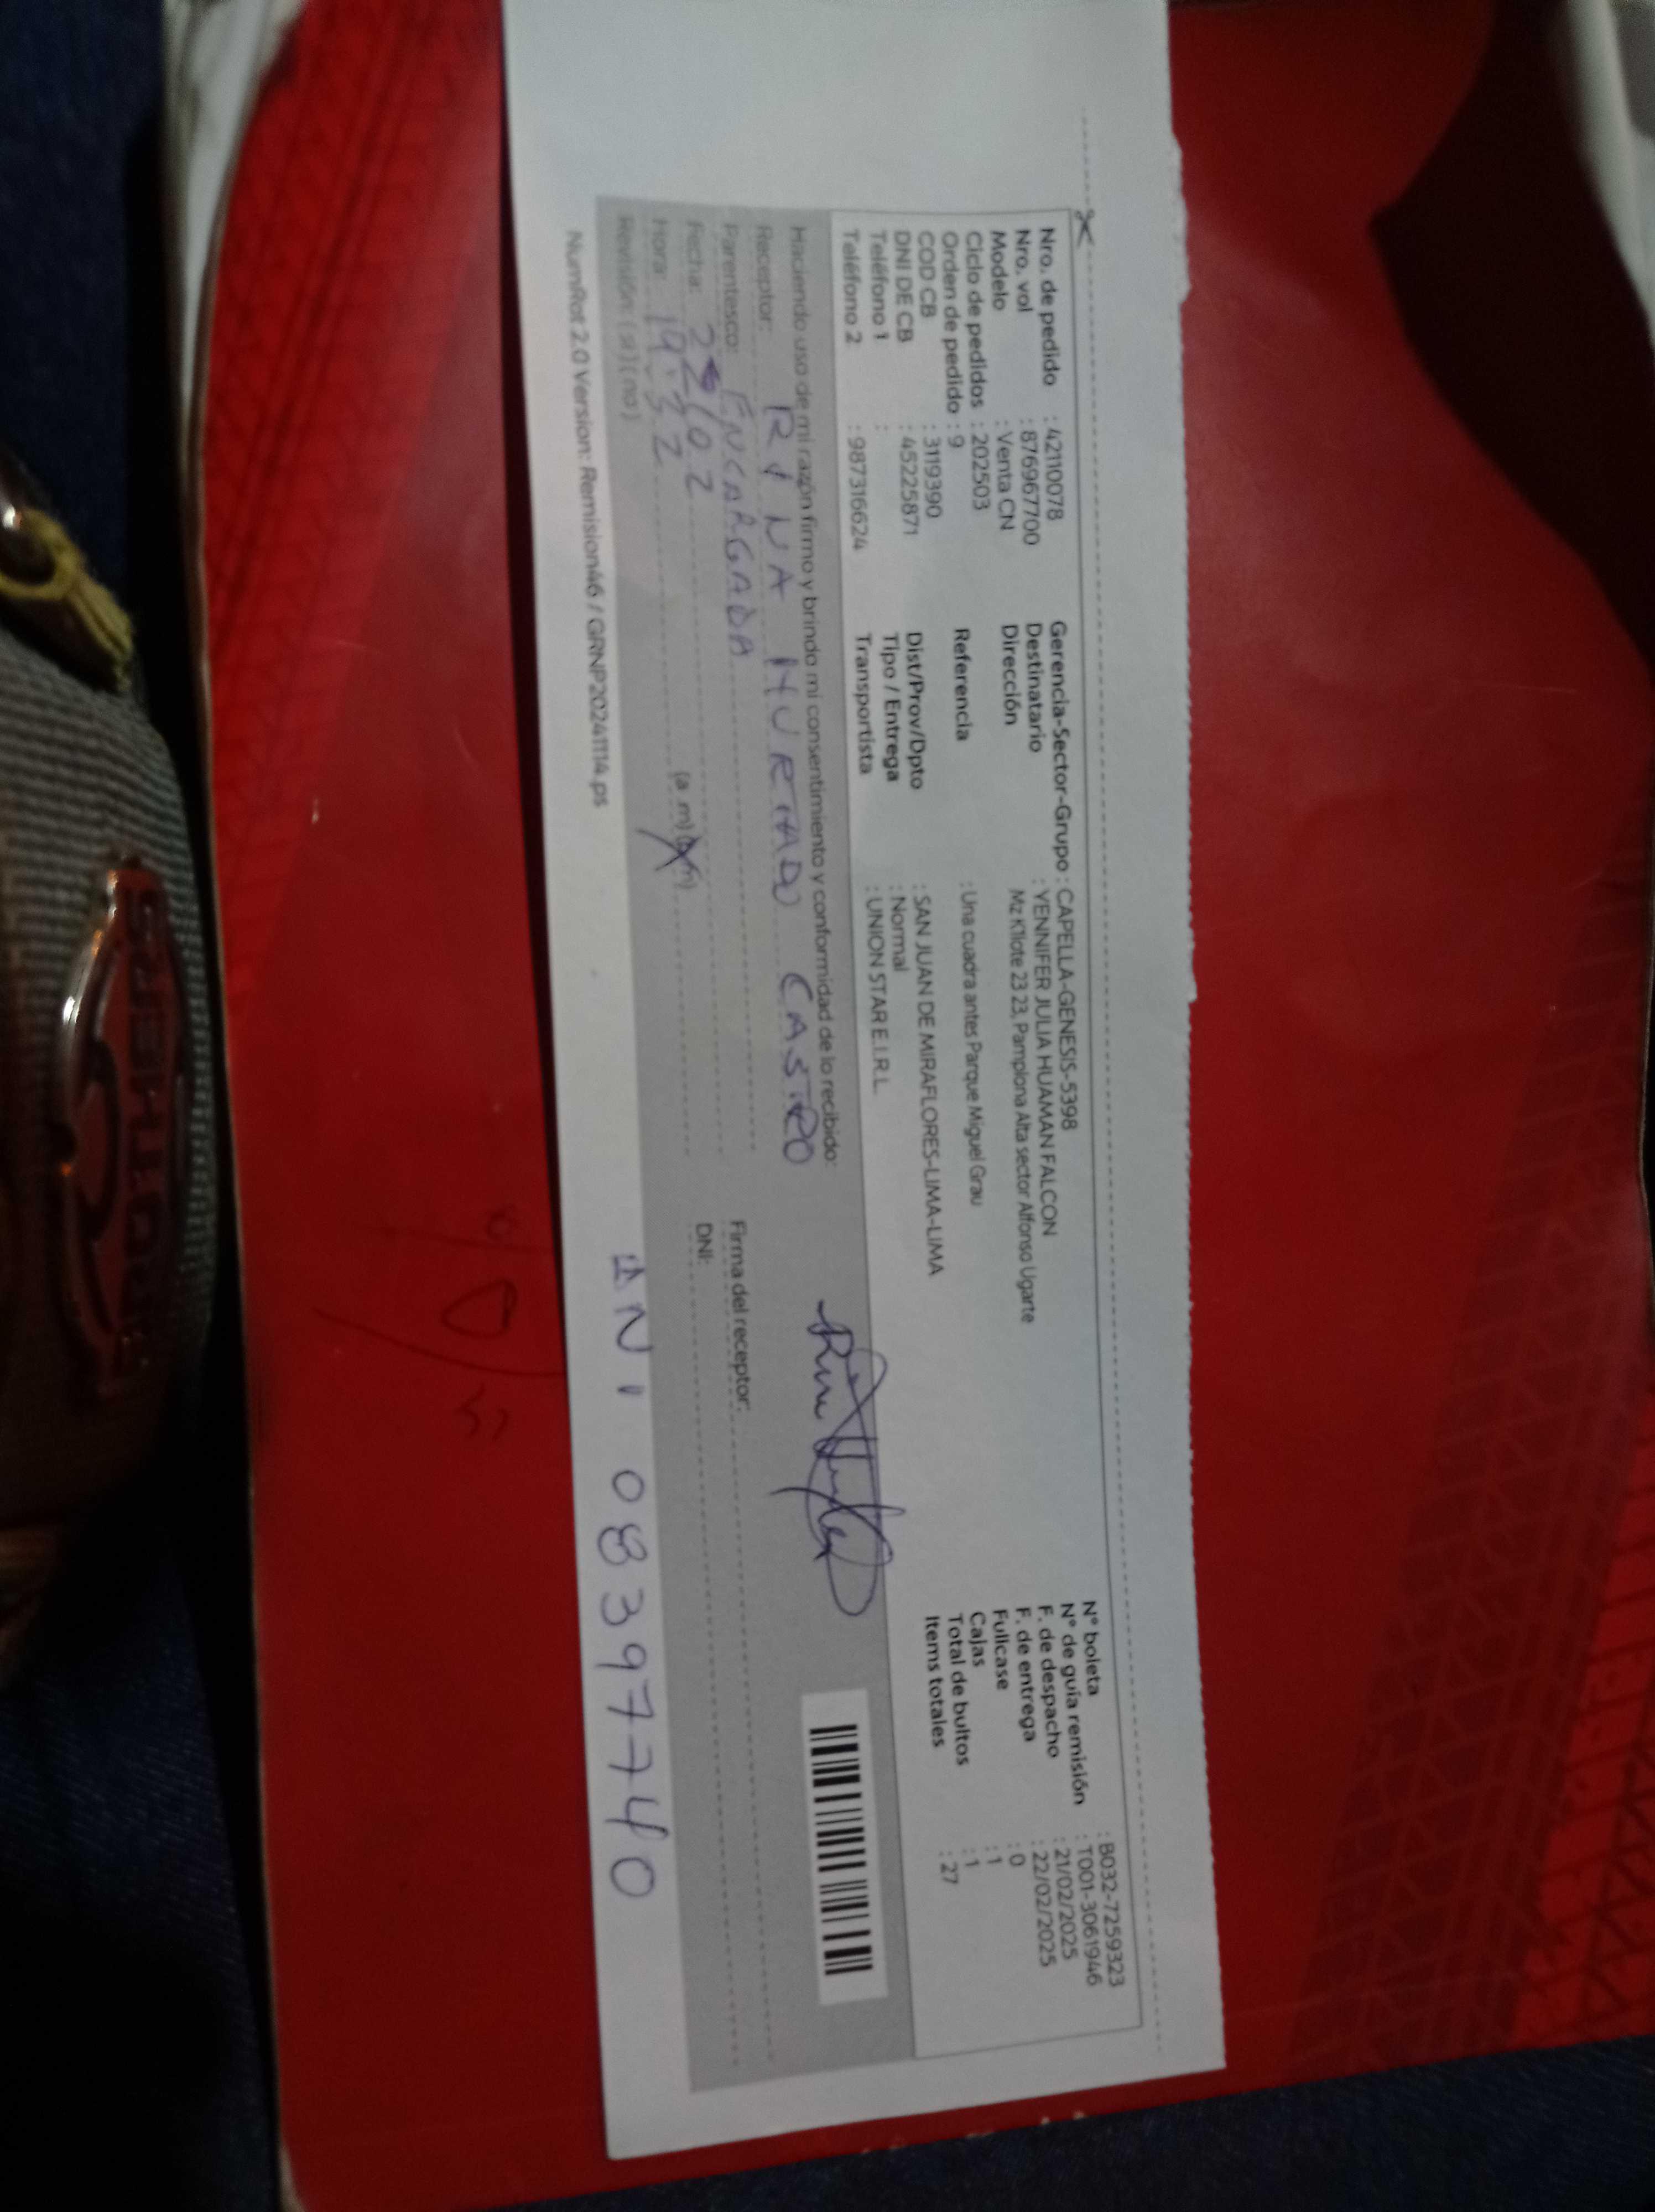 Nro. de pedido : 42110078
Nro. vol : 876967700
Modelo : Venta CN
Ciclo de pedidos : 202503
Orden de pedido : 9
COD CB : 3119390
DNI DE CB : 45225871
Teléfono 1 :
Teléfono 2 : 987316624
Gerencia-Sector-Grupo : CAPELLA-GENESIS-5398
Destinatario : YENNIFER JULIA HUAMAN FALCON
Dirección Mz K1lote 23 23, Pamplona Alta sector Alfonso Ugarte
Referencia : Una cuadra antes Parque Miguel Grau
Dist/Prov/Dpto : SAN JUAN DE MIRAFLORES-LIMA-LIMA
Tipo / Entrega : Normal
Transportista : UNION STAR E.I.R.L.
N° boleta : B032-7259323
N° de guía remisión : T001-3061946
F. de despacho : 21/02/2025
F. de entrega : 22/02/2025
Fullcase : 0
Cajas : 1
Total de bultos : 1
Items totales : 27
Haciendo uso de mi razón firmo y brindo mi consentimiento y conformidad de lo recibido:
Receptor: RINA HURTADO CASTRO
Parentesco: ENCARGADA
Fecha: 22/02
Hora: 19:32 (a m) (p m)
Revisión: (si) (no)
Firma del receptor:
DNI:
DNI 08397740
NumRot 2.0 Version: Remision46 / GRNP20241114.ps